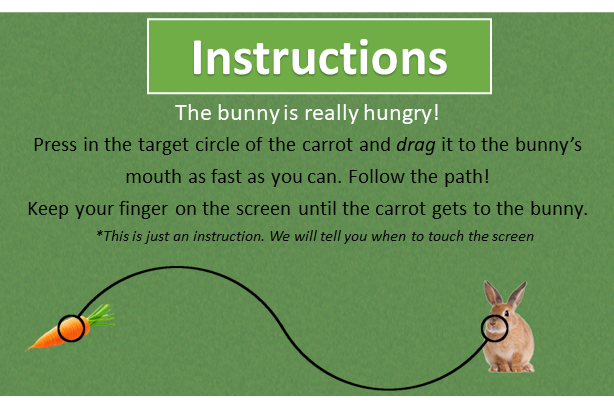 Instructions
The bunny is really hungry!
Press in the target circle of the carrot and drag it to the bunny's
mouth as fast as you can. Follow the path!
Keep your finger on the screen until the carrot gets to the bunny.
*This is just an instruction. We will tell you when to touch the screen